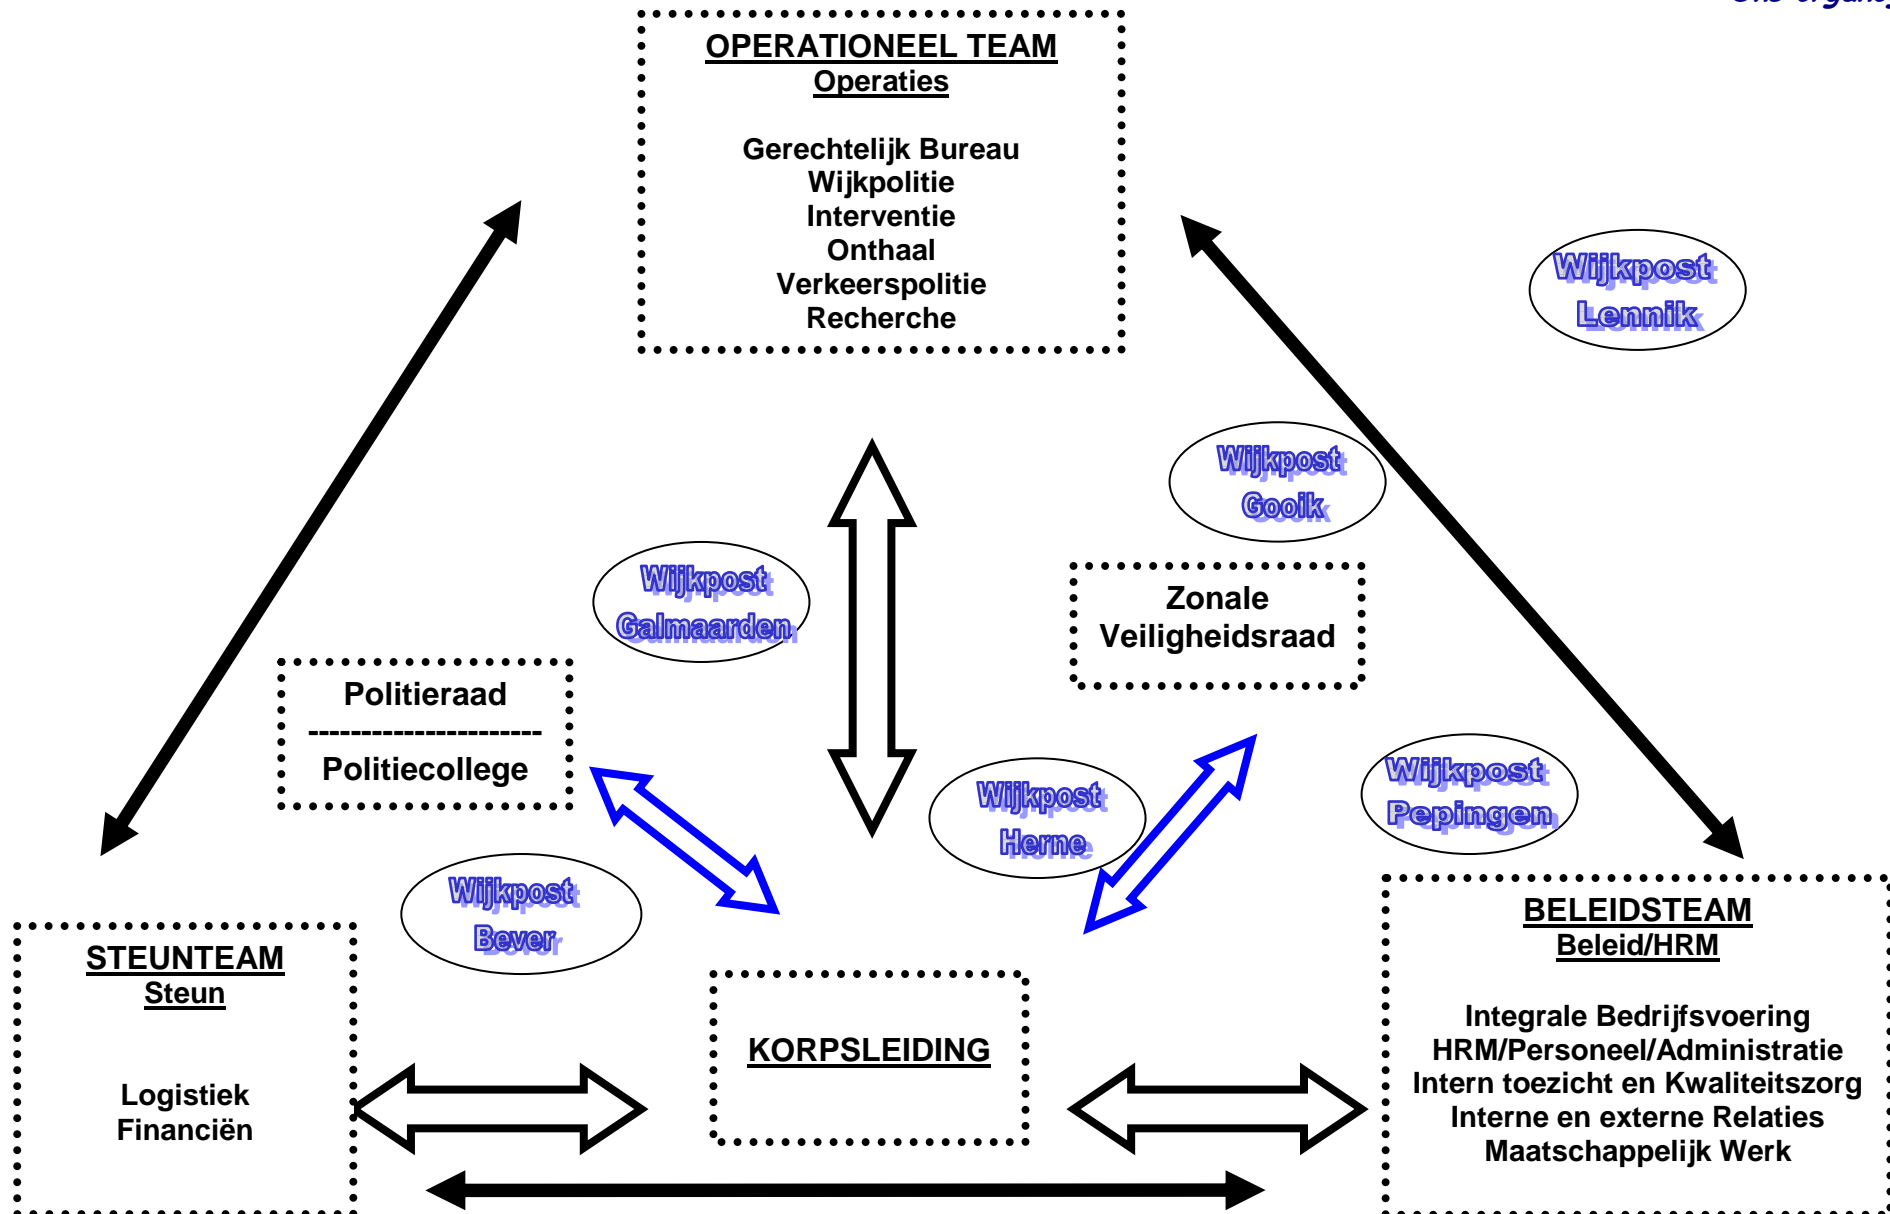 Ons
OPERATIONEEL TEAM
Operaties
Gerechtelijk Bureau
Wijkpolitie
Interventie
Onthaal
Verkeerspolitie
Recherche
Wijkpost
Lennik
Wijkpost
Gooik
Wijkpost
Galmaarden
Zonale
Veiligheidsraad
Politieraad
----------------------
Politiecollege
Wijkpost
Herne
Wijkpost
Pepingen
Wijkpost
Bever
STEUNTEAM
Steun
Logistiek
Financiën
KORPSLEIDING
BELEIDSTEAM
Beleid/HRM
Integrale Bedrijfsvoering
HRM/Personeel/Administratie
Intern toezicht en Kwaliteitszorg
Interne en externe Relaties
Maatschappelijk Werk